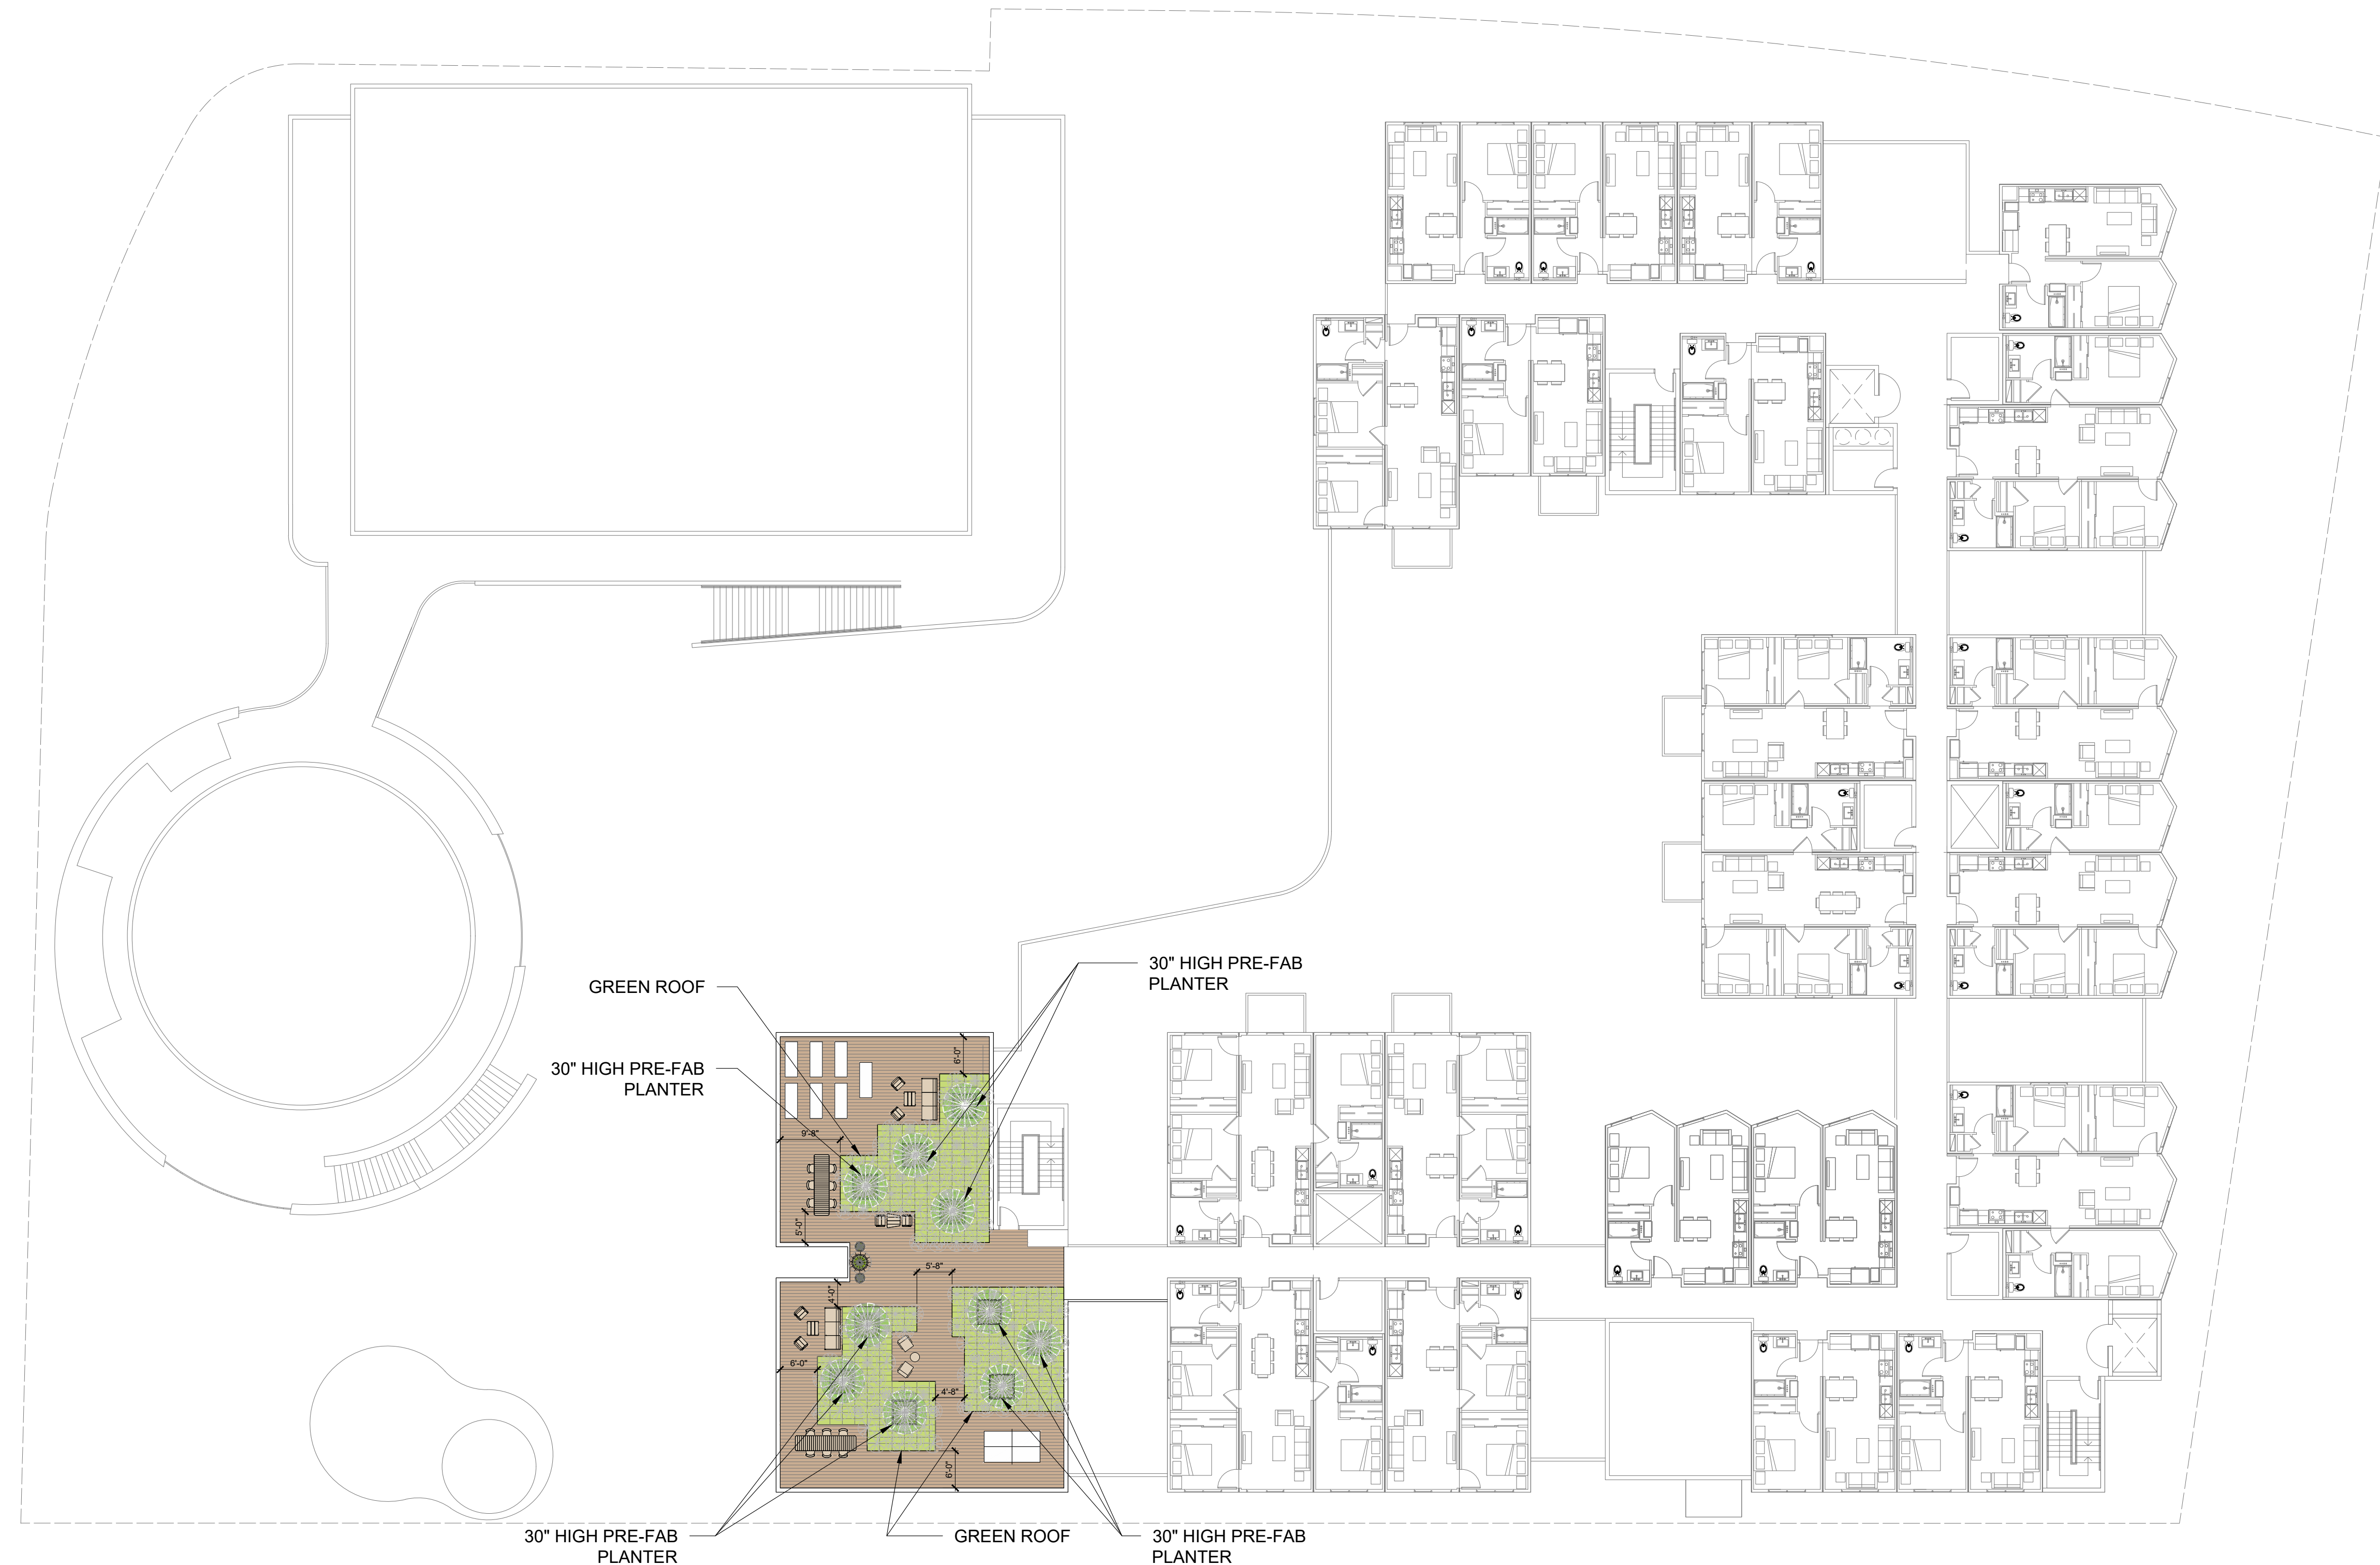 30" HIGH PRE-FAB
PLANTER
GREEN ROOF
30" HIGH PRE-FAB
PLANTER
6'-0"
9'-8"
5'-0"
5'-8"
4'-0"
6'-0"
4'-8"
6'-0"
30" HIGH PRE-FAB
PLANTER
GREEN ROOF
30" HIGH PRE-FAB
PLANTER